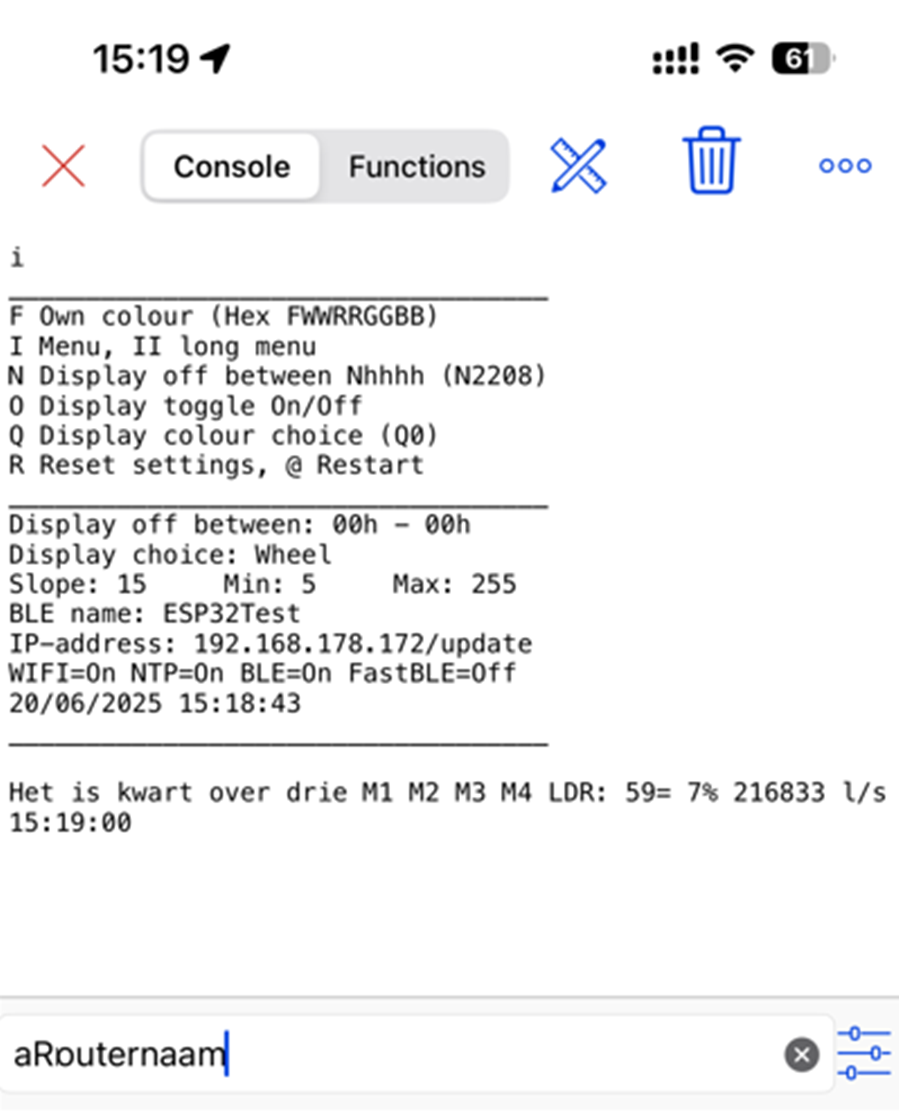 15:19
61
Console Functions
i
F Own colour (Hex FWWRRGGBB)
I Menu, II long menu
N Display off between Nhhhh (N2208)
O Display toggle On/Off
Q Display colour choice (Q0)
R Reset settings, @ Restart
Display off between: 00h - 00h
Display choice: Wheel
Slope: 15     Min: 5     Max: 255
BLE name: ESP32Test
IP-address: 192.168.178.172/update
WIFI=On NTP=On BLE=On FastBLE=Off
20/06/2025 15:18:43
Het is kwart over drie M1 M2 M3 M4 LDR: 59= 7% 216833 l/s
15:19:00
aRouternaam